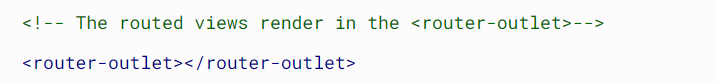 <!-- The routed views render in the <router-outlet>-->
<router-outlet></router-outlet>